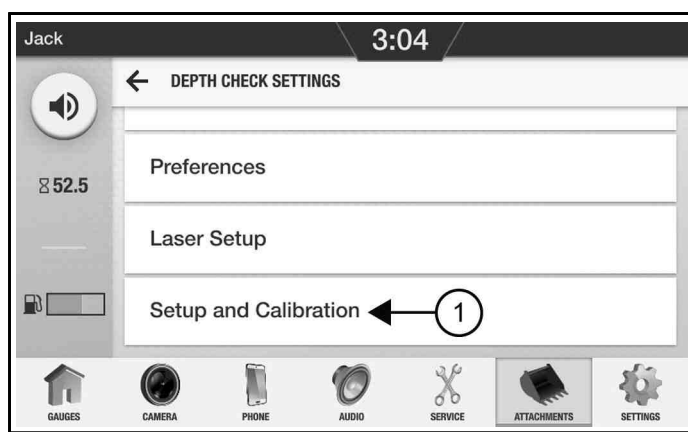 Jack 3:04
DEPTH CHECK SETTINGS
Preferences
52.5
Laser Setup
Setup and Calibration 1
GAUGES CAMERA PHONE AUDIO SERVICE ATTACHMENTS SETTINGS